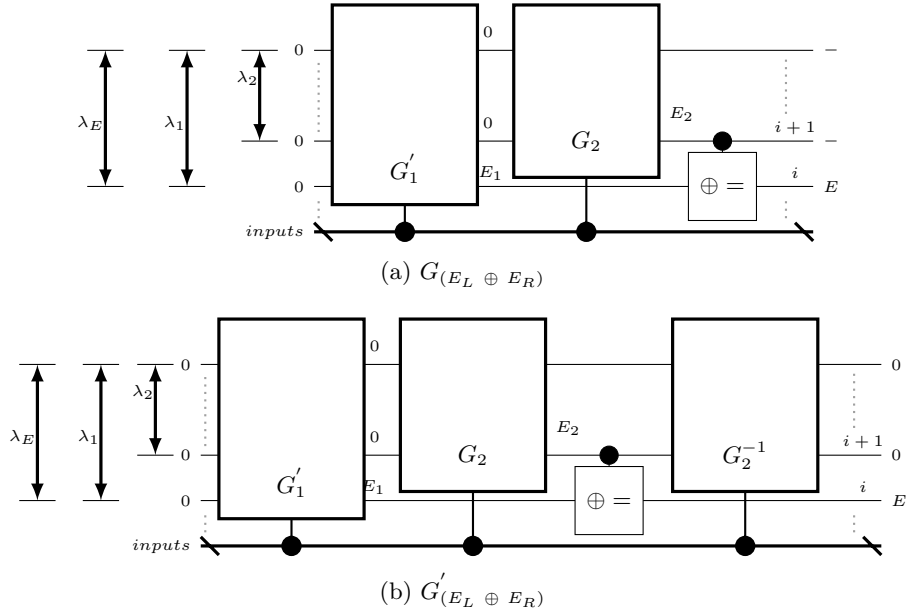 0
0
λ_2
0
−
λ_E
λ_1
E_2
i + 1
0
0
G_2
−
G_1^′
E_1
i
0
⊕ =
E
inputs
(a) G_{(E_L ⊕ E_R)}
0
0
0
λ_2
λ_E
λ_1
0
E_2
i + 1
0
G_2
G_2^{−1}
0
G_1^′
E_1
i
0
⊕ =
E
inputs
(b) G^′_{(E_L ⊕ E_R)}